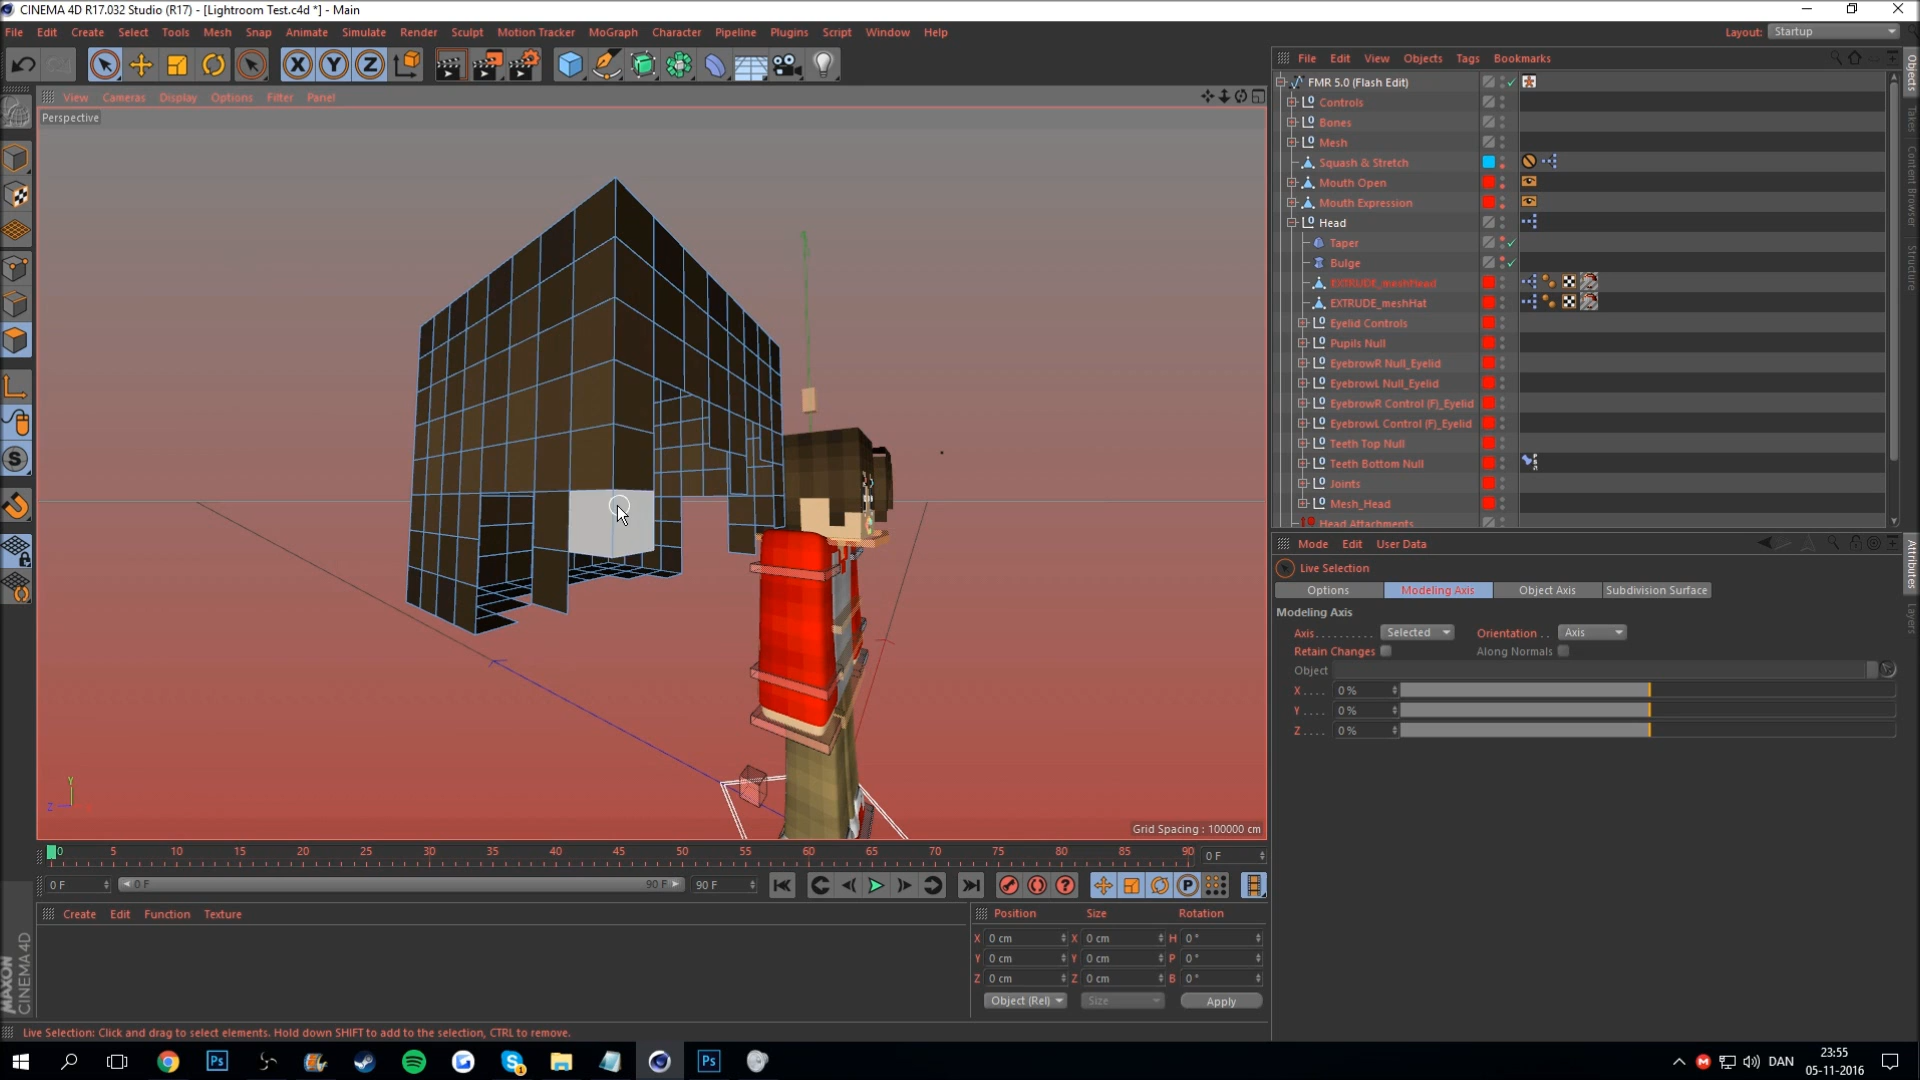 CINEMA 4D R17.032 Studio (R17) - [Lightroom Test.c4d *] - Main
File Edit Create Select Tools Mesh Snap Animate Simulate Render Sculpt Motion Tracker MoGraph Character Pipeline Plugins Script Window Help
Layout: Startup
View Cameras Display Options Filter Panel
Perspective
File Edit View Objects Tags Bookmarks
FMR 5.0 (Flash Edit)
Controls
Bones
Mesh
Squash & Stretch
Mouth Open
Mouth Expression
Head
Taper
Bulge
EXTRUDE_meshHead
EXTRUDE_meshHat
Eyelid Controls
Pupils Null
EyebrowR Null_Eyelid
EyebrowL Null_Eyelid
EyebrowR Control (F)_Eyelid
EyebrowL Control (F)_Eyelid
Teeth Top Null
Teeth Bottom Null
Joints
Mesh_Head
Head Attachments
Objects
Takes
Content Browser
Structure
Mode Edit User Data
Live Selection
Options Modeling Axis Object Axis Subdivision Surface
Modeling Axis
Axis.......... Selected Orientation.. Axis
Retain Changes Along Normals
Object
X.... 0 %
Y.... 0 %
Z.... 0 %
Attributes
Layers
Y
Z
Grid Spacing : 100000 cm
0 5 10 15 20 25 30 35 40 45 50 55 60 65 70 75 80 85 90 0 F
0 F 0 F 90 F 90 F
P
Create Edit Function Texture
Position Size Rotation
X 0 cm X 0 cm H 0 °
Y 0 cm Y 0 cm P 0 °
Z 0 cm Z 0 cm B 0 °
Object (Rel) Size Apply
MAXON
CINEMA 4D
Live Selection: Click and drag to select elements. Hold down SHIFT to add to the selection, CTRL to remove.
DAN
23:55
05-11-2016